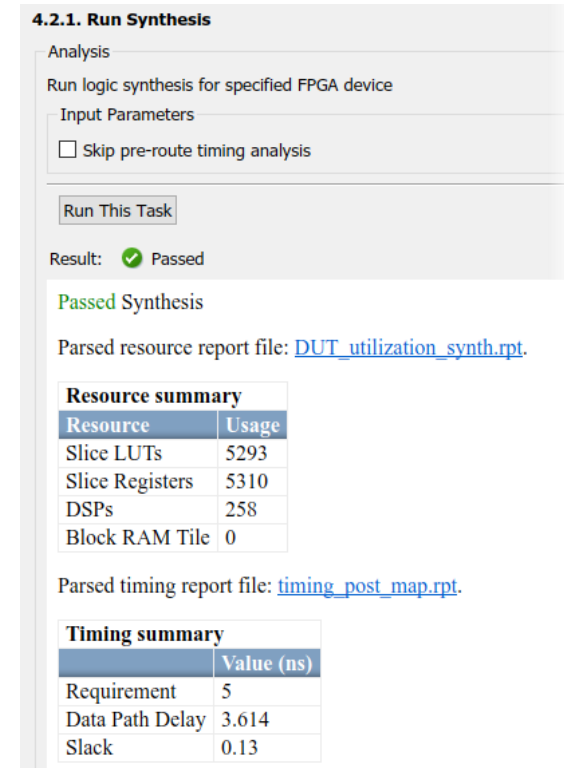 4.2.1. Run Synthesis
Analysis
Run logic synthesis for specified FPGA device
Input Parameters
Skip pre-route timing analysis
Run This Task
Result: Passed
Passed Synthesis
Parsed resource report file: DUT_utilization_synth.rpt.
Resource summary
Resource Usage
Slice LUTs 5293
Slice Registers 5310
DSPs 258
Block RAM Tile 0
Parsed timing report file: timing_post_map.rpt.
Timing summary
Value (ns)
Requirement 5
Data Path Delay 3.614
Slack 0.13